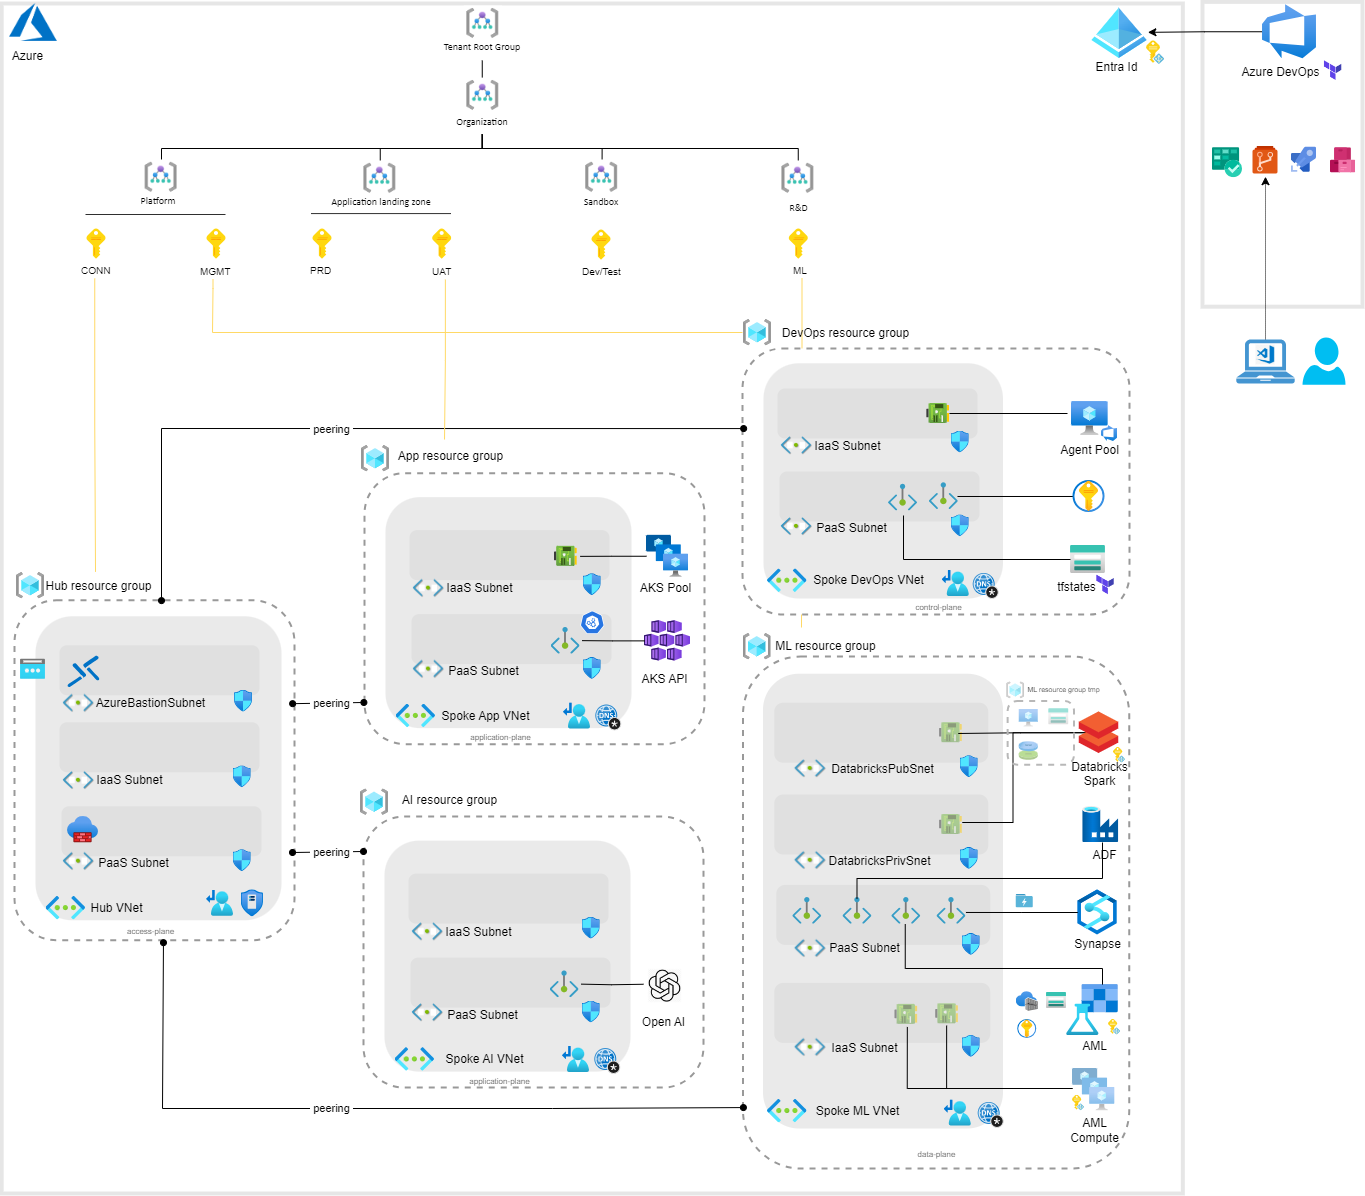 Azure
Tenant Root Group
Organization
Entra Id
Azure DevOps
Platform
Application landing zone
Sandbox
R&D
CONN
MGMT
PRD
UAT
Dev/Test
ML
DevOps resource group
IaaS Subnet
Agent Pool
PaaS Subnet
tfstates
Spoke DevOps VNet
DNS
control-plane
peering
App resource group
IaaS Subnet
AKS Pool
PaaS Subnet
AKS API
Spoke App VNet
DNS
application-plane
Hub resource group
AzureBastionSubnet
IaaS Subnet
PaaS Subnet
Hub VNet
access-plane
peering
peering
peering
AI resource group
IaaS Subnet
PaaS Subnet
Open AI
Spoke AI VNet
DNS
application-plane
ML resource group
ML resource group tmp
DatabricksPubSnet
Databricks
Spark
DatabricksPrivSnet
ADF
PaaS Subnet
Synapse
IaaS Subnet
AML
AML
Compute
Spoke ML VNet
DNS
data-plane